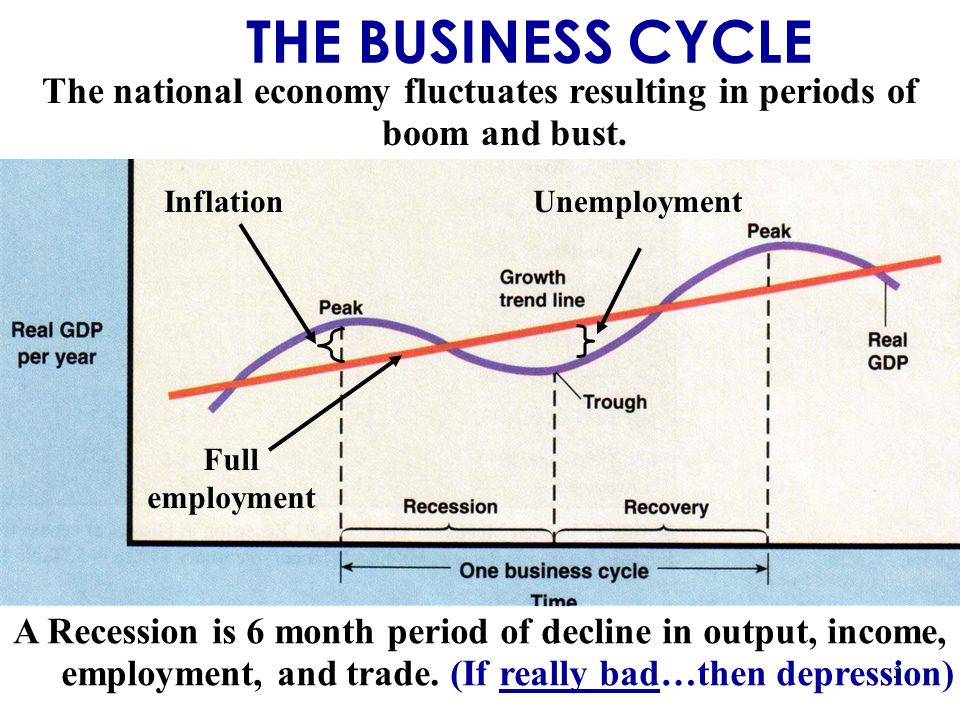 THE BUSINESS CYCLE
The national economy fluctuates resulting in periods of
boom and bust.
Inflation
Unemployment
Peak
Growth
trend line
Peak
Real GDP
per year
Real
GDP
Trough
Full
employment
Recession
Recovery
One business cycle
Time
A Recession is 6 month period of decline in output, income,
employment, and trade. (If really bad…then depression)